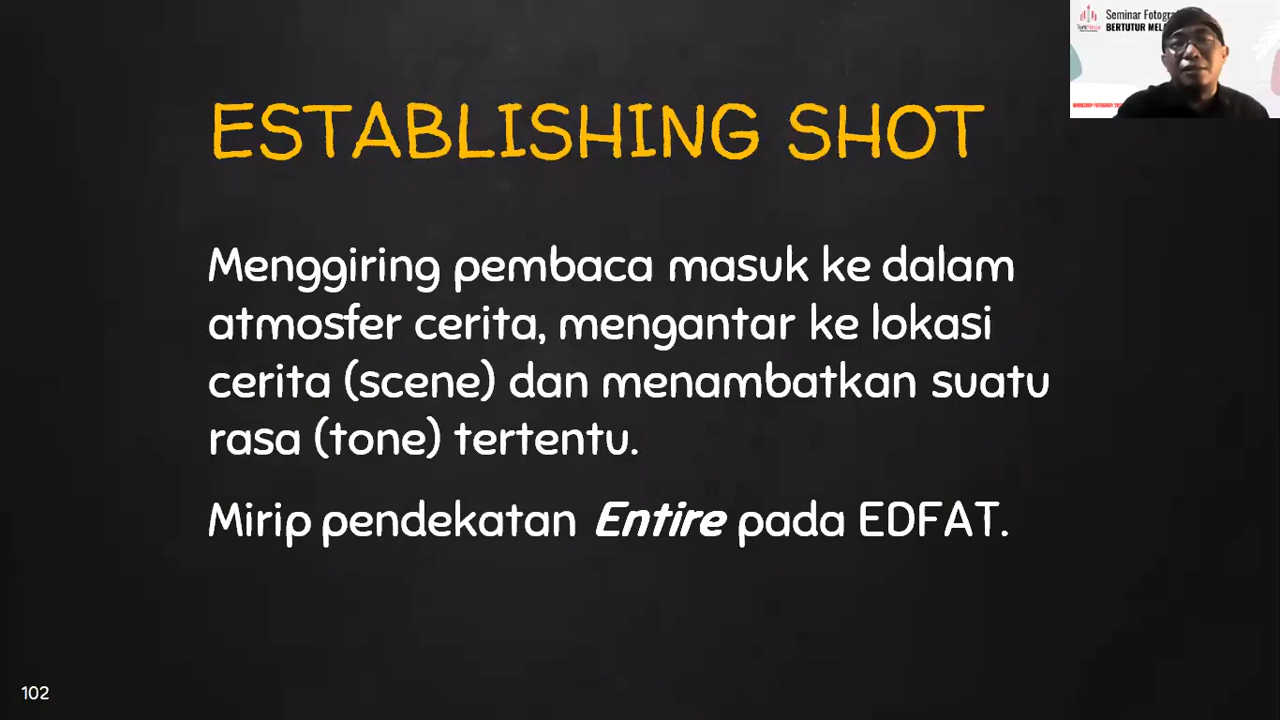 Seminar Fotograf
BERTUTUR MEL
ESTABLISHING SHOT
Menggiring pembaca masuk ke dalam
atmosfer cerita, mengantar ke lokasi
cerita (scene) dan menambatkan suatu
rasa (tone) tertentu.
Mirip pendekatan Entire pada EDFAT.
102